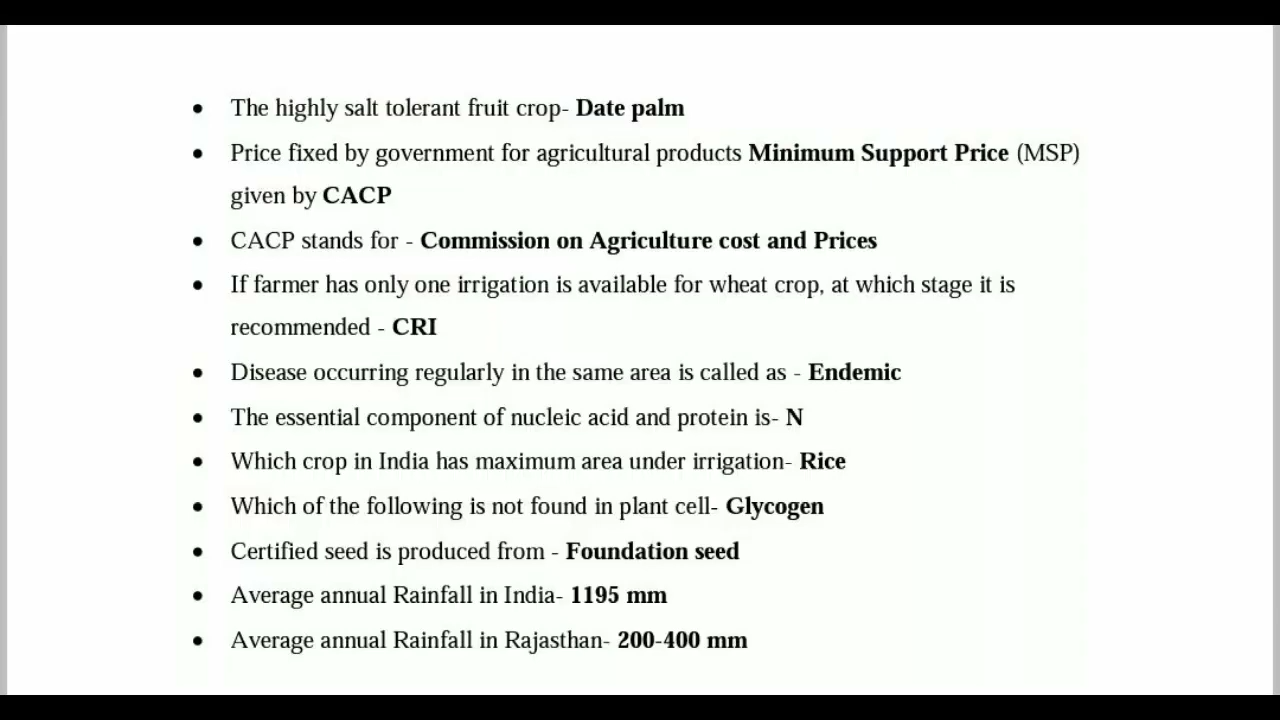 • The highly salt tolerant fruit crop- Date palm
• Price fixed by government for agricultural products Minimum Support Price (MSP)
given by CACP
• CACP stands for - Commission on Agriculture cost and Prices
• If farmer has only one irrigation is available for wheat crop, at which stage it is
recommended - CRI
• Disease occurring regularly in the same area is called as - Endemic
• The essential component of nucleic acid and protein is- N
• Which crop in India has maximum area under irrigation- Rice
• Which of the following is not found in plant cell- Glycogen
• Certified seed is produced from - Foundation seed
• Average annual Rainfall in India- 1195 mm
• Average annual Rainfall in Rajasthan- 200-400 mm